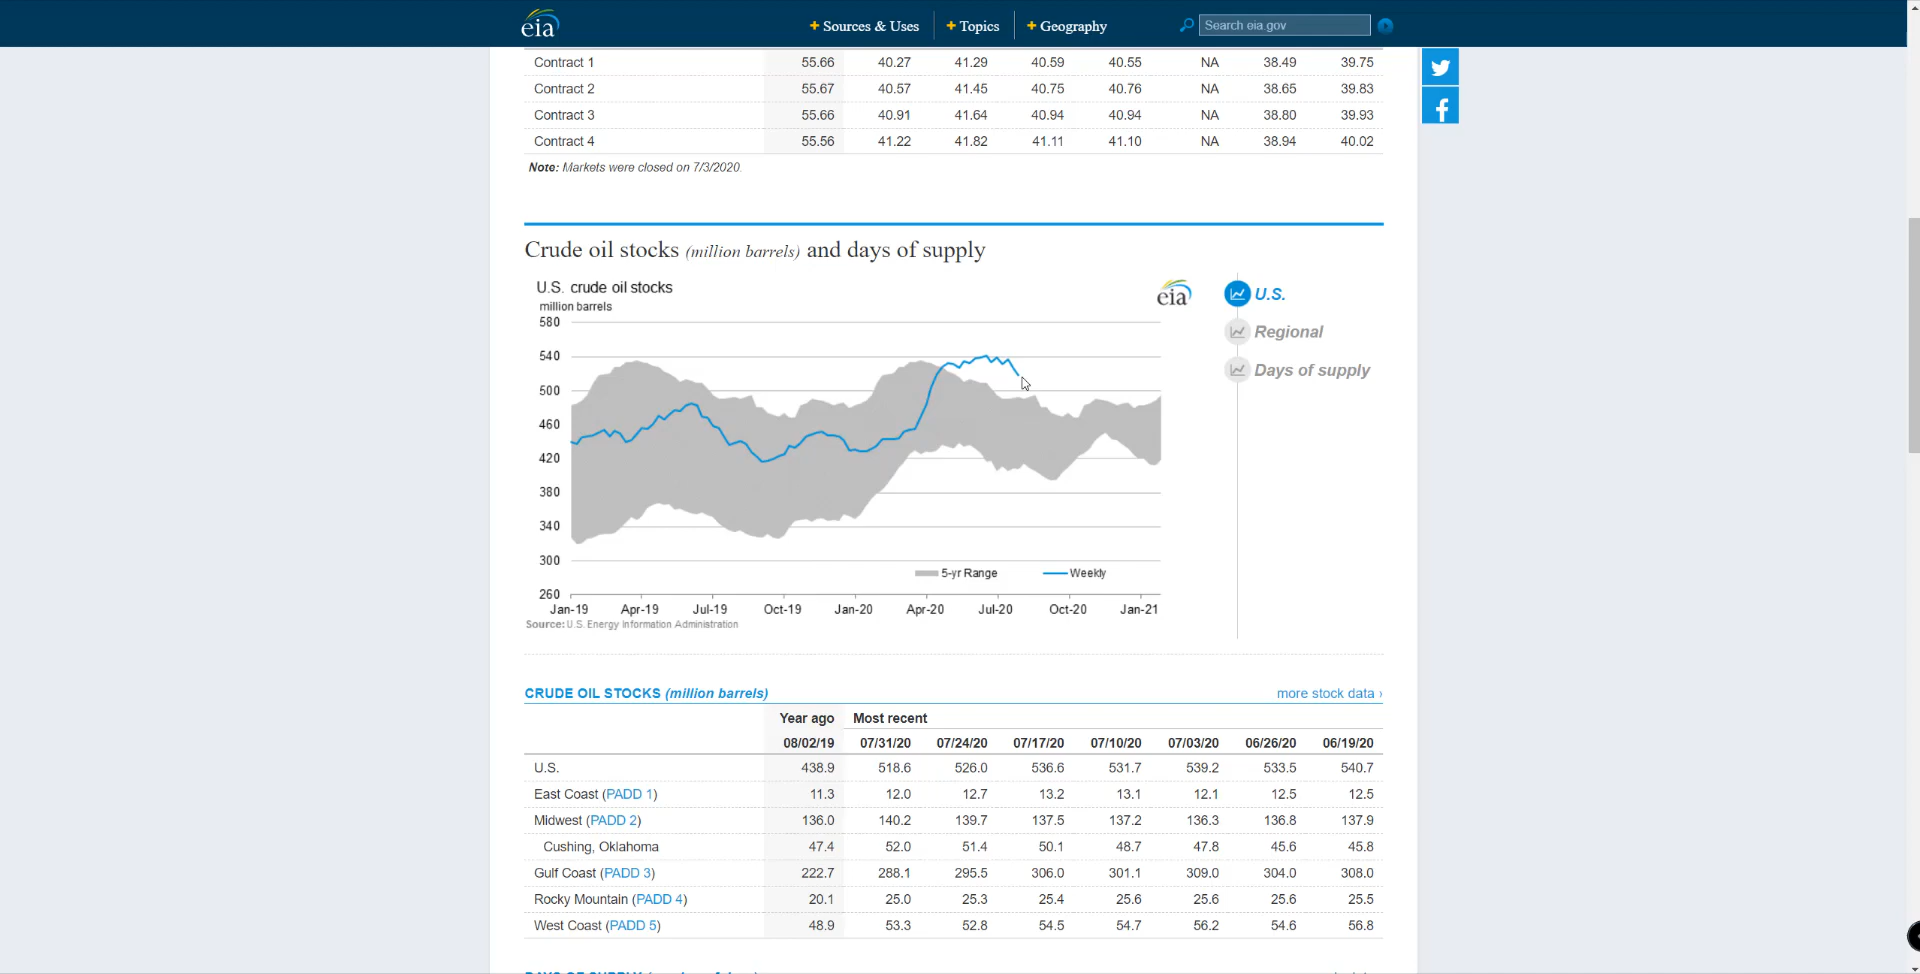 eia
+ Sources & Uses + Topics + Geography Search eia.gov
Contract 1 55.66 40.27 41.29 40.59 40.55 NA 38.49 39.75
Contract 2 55.67 40.57 41.45 40.75 40.76 NA 38.65 39.83
Contract 3 55.66 40.91 41.64 40.94 40.94 NA 38.80 39.93
Contract 4 55.56 41.22 41.82 41.11 41.10 NA 38.94 40.02
Note: Markets were closed on 7/3/2020.
Crude oil stocks (million barrels) and days of supply
U.S. crude oil stocks
million barrels
eia
U.S.
Regional
Days of supply
580
540
500
460
420
380
340
300
260
5-yr Range Weekly
Jan-19 Apr-19 Jul-19 Oct-19 Jan-20 Apr-20 Jul-20 Oct-20 Jan-21
Source: U.S. Energy Information Administration
CRUDE OIL STOCKS (million barrels) more stock data ›
Year ago Most recent
08/02/19 07/31/20 07/24/20 07/17/20 07/10/20 07/03/20 06/26/20 06/19/20
U.S. 438.9 518.6 526.0 536.6 531.7 539.2 533.5 540.7
East Coast (PADD 1) 11.3 12.0 12.7 13.2 13.1 12.1 12.5 12.5
Midwest (PADD 2) 136.0 140.2 139.7 137.5 137.2 136.3 136.8 137.9
Cushing, Oklahoma 47.4 52.0 51.4 50.1 48.7 47.8 45.6 45.8
Gulf Coast (PADD 3) 222.7 288.1 295.5 306.0 301.1 309.0 304.0 308.0
Rocky Mountain (PADD 4) 20.1 25.0 25.3 25.4 25.6 25.6 25.6 25.5
West Coast (PADD 5) 48.9 53.3 52.8 54.5 54.7 56.2 54.6 56.8